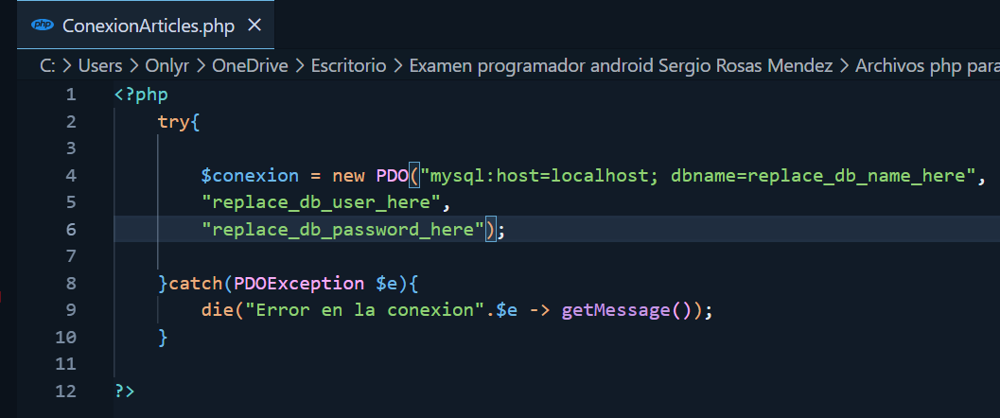 php ConexionArticles.php ×
C: > Users > Onlyr > OneDrive > Escritorio > Examen programador android Sergio Rosas Mendez > Archivos php para
1 <?php
2 try{
3
4 $conexion = new PDO("mysql:host=localhost; dbname=replace_db_name_here",
5 "replace_db_user_here",
6 "replace_db_password_here");
7
8 }catch(PDOException $e){
9 die("Error en la conexion".$e -> getMessage());
10 }
11
12 ?>